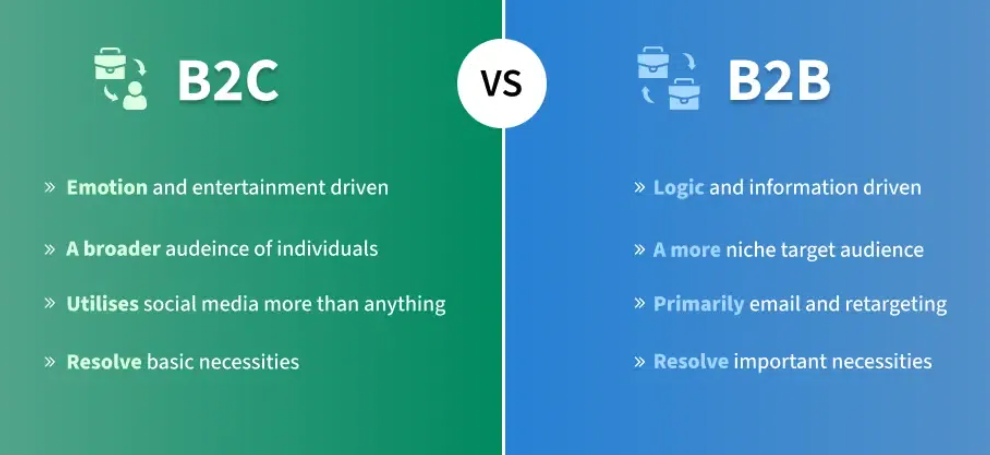 B2C
VS
B2B
» Emotion and entertainment driven
» A broader audeince of individuals
» Utilises social media more than anything
» Resolve basic necessities
» Logic and information driven
» A more niche target audience
» Primarily email and retargeting
» Resolve important necessities